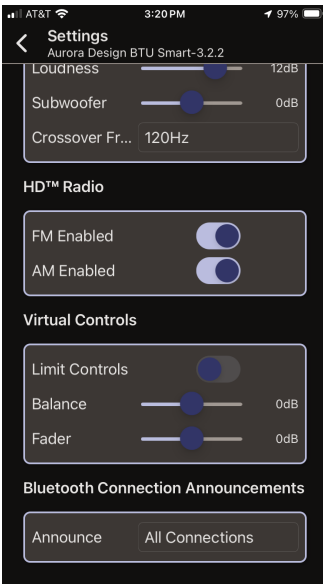 AT&T 3:20 PM 97%
Settings
Aurora Design BTU Smart-3.2.2
Loudness 12dB
Subwoofer 0dB
Crossover Fr... 120Hz
HD™ Radio
FM Enabled
AM Enabled
Virtual Controls
Limit Controls
Balance 0dB
Fader 0dB
Bluetooth Connection Announcements
Announce All Connections